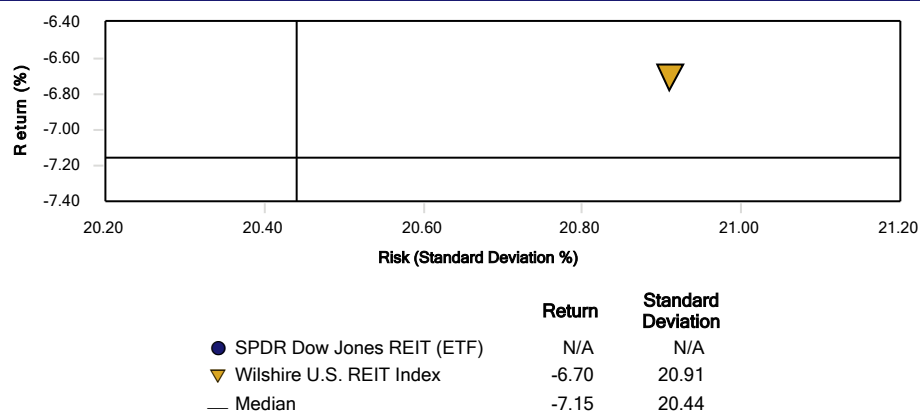 -6.40
-6.60
-6.80
-7.00
-7.20
-7.40
Return (%)
20.20 20.40 20.60 20.80 21.00 21.20
Risk (Standard Deviation %)
Return Standard Deviation
SPDR Dow Jones REIT (ETF) N/A N/A
Wilshire U.S. REIT Index -6.70 20.91
Median -7.15 20.44